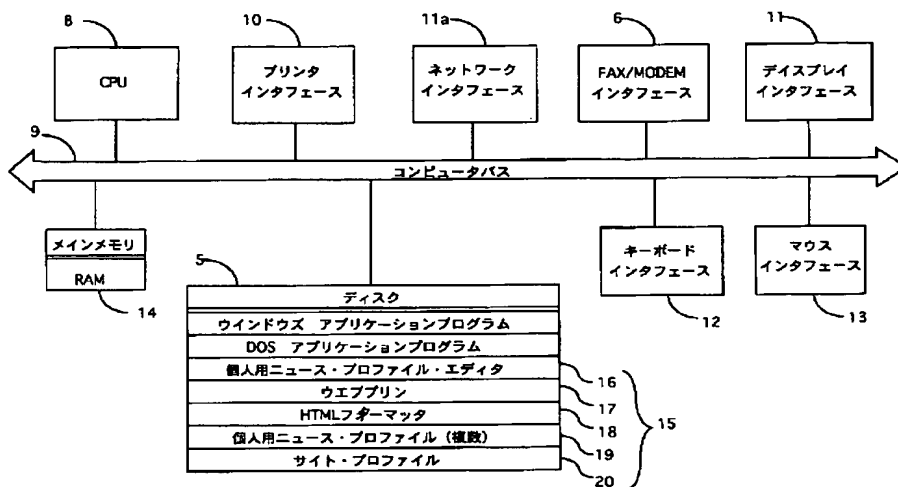 8
10
11a
6
11
CPU
プリンタ
インタフェース
ネットワーク
インタフェース
FAX/MODEM
インタフェース
デイスプレイ
インタフェース
9
コンピュータバス
メインメモリ
RAM
14
キーボード
インタフェース
12
マウス
インタフェース
13
5
ディスク
ウインドウズ アプリケーションプログラム
DOS アプリケーションプログラム
個人用ニュース・プロファイル・エディタ
16
ウエブプリン
17
HTMLフォーマッタ
18
個人用ニュース・プロファイル(複数)
19
サイト・プロファイル
20
15